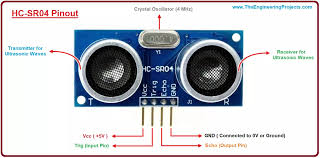 HC-SR04 Pinout
www.TheEngineeringProjects.com
Crystal Oscillator (4 MHz)
Transmitter for
Ultrasonic Waves
Receiver for
Ultrasonic Waves
Y1
HC-SR04
Vcc
Trig
Echo
GND
T
J1
R
Vcc (+5V)
Trig (Input Pin)
GND ( Connected to 0V or Ground)
Echo (Output Pin)